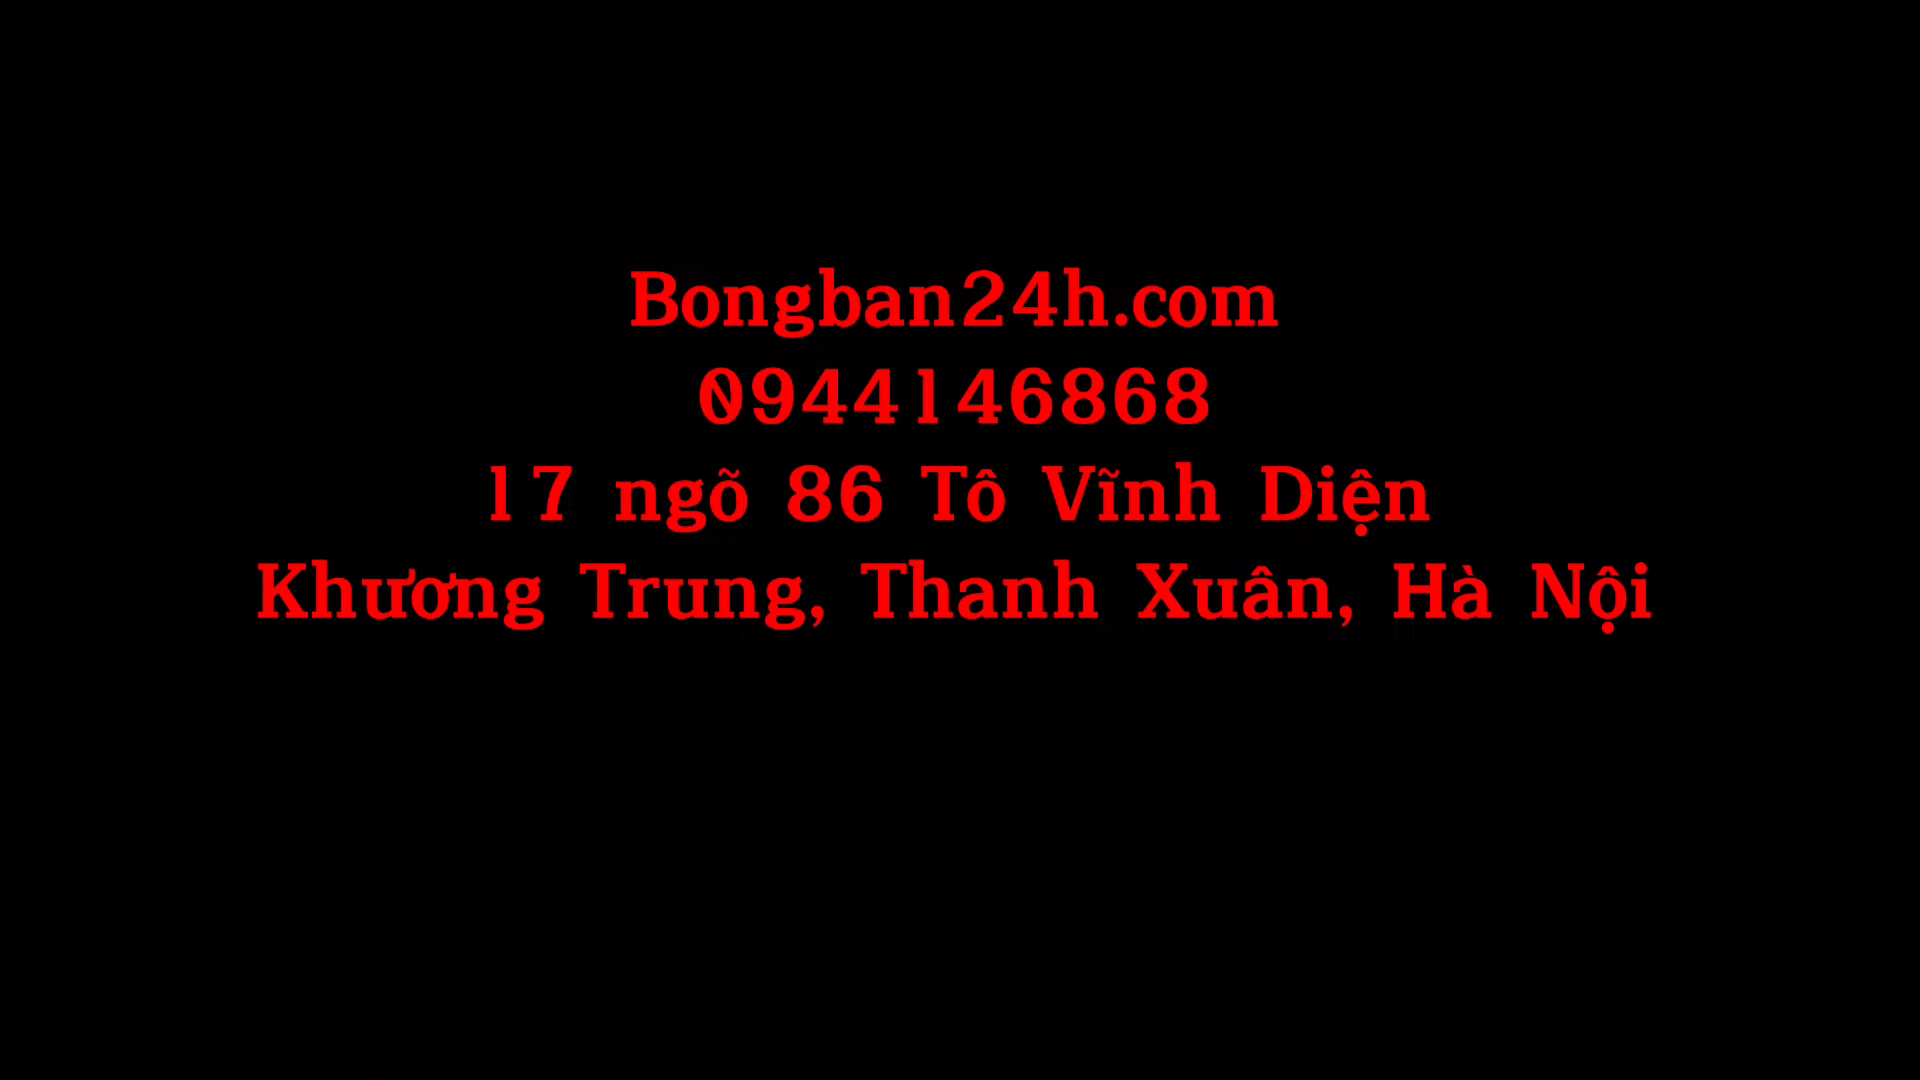 Bongban24h.com
0944146868
17 ngõ 86 Tô Vĩnh Diện
Khương Trung, Thanh Xuân, Hà Nội